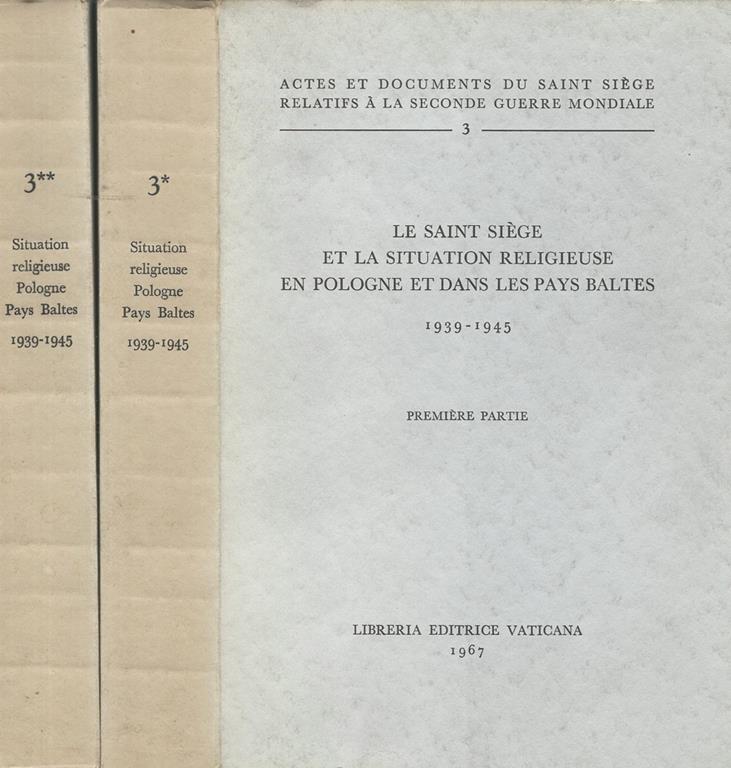 3**
Situation
religieuse
Pologne
Pays Baltes
1939-1945
3*
Situation
religieuse
Pologne
Pays Baltes
1939-1945
ACTES ET DOCUMENTS DU SAINT SIÈGE
RELATIFS À LA SECONDE GUERRE MONDIALE
3
LE SAINT SIÈGE
ET LA SITUATION RELIGIEUSE
EN POLOGNE ET DANS LES PAYS BALTES
1939-1945
PREMIÈRE PARTIE
LIBRERIA EDITRICE VATICANA
1967